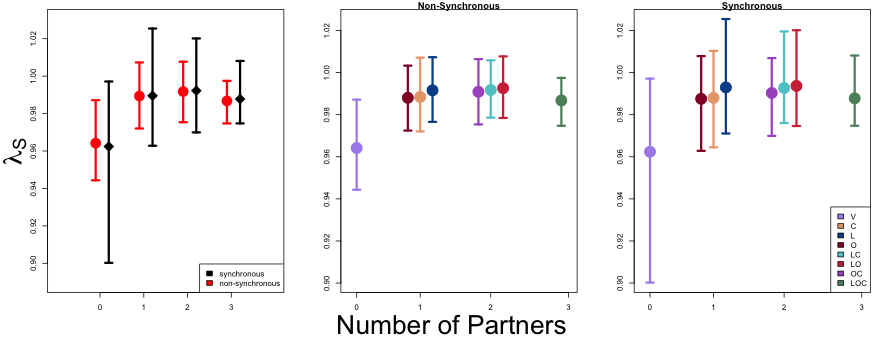 λS
1.02
1.00
0.98
0.96
0.94
0.92
0.90
0
1
2
3
synchronous
non-synchronous
Non-Synchronous
1.02
1.00
0.98
0.96
0.94
0.92
0.90
0
1
2
3
Synchronous
1.02
1.00
0.98
0.96
0.94
0.92
0.90
0
1
2
3
V
C
L
O
LC
LO
OC
LOC
Number of Partners